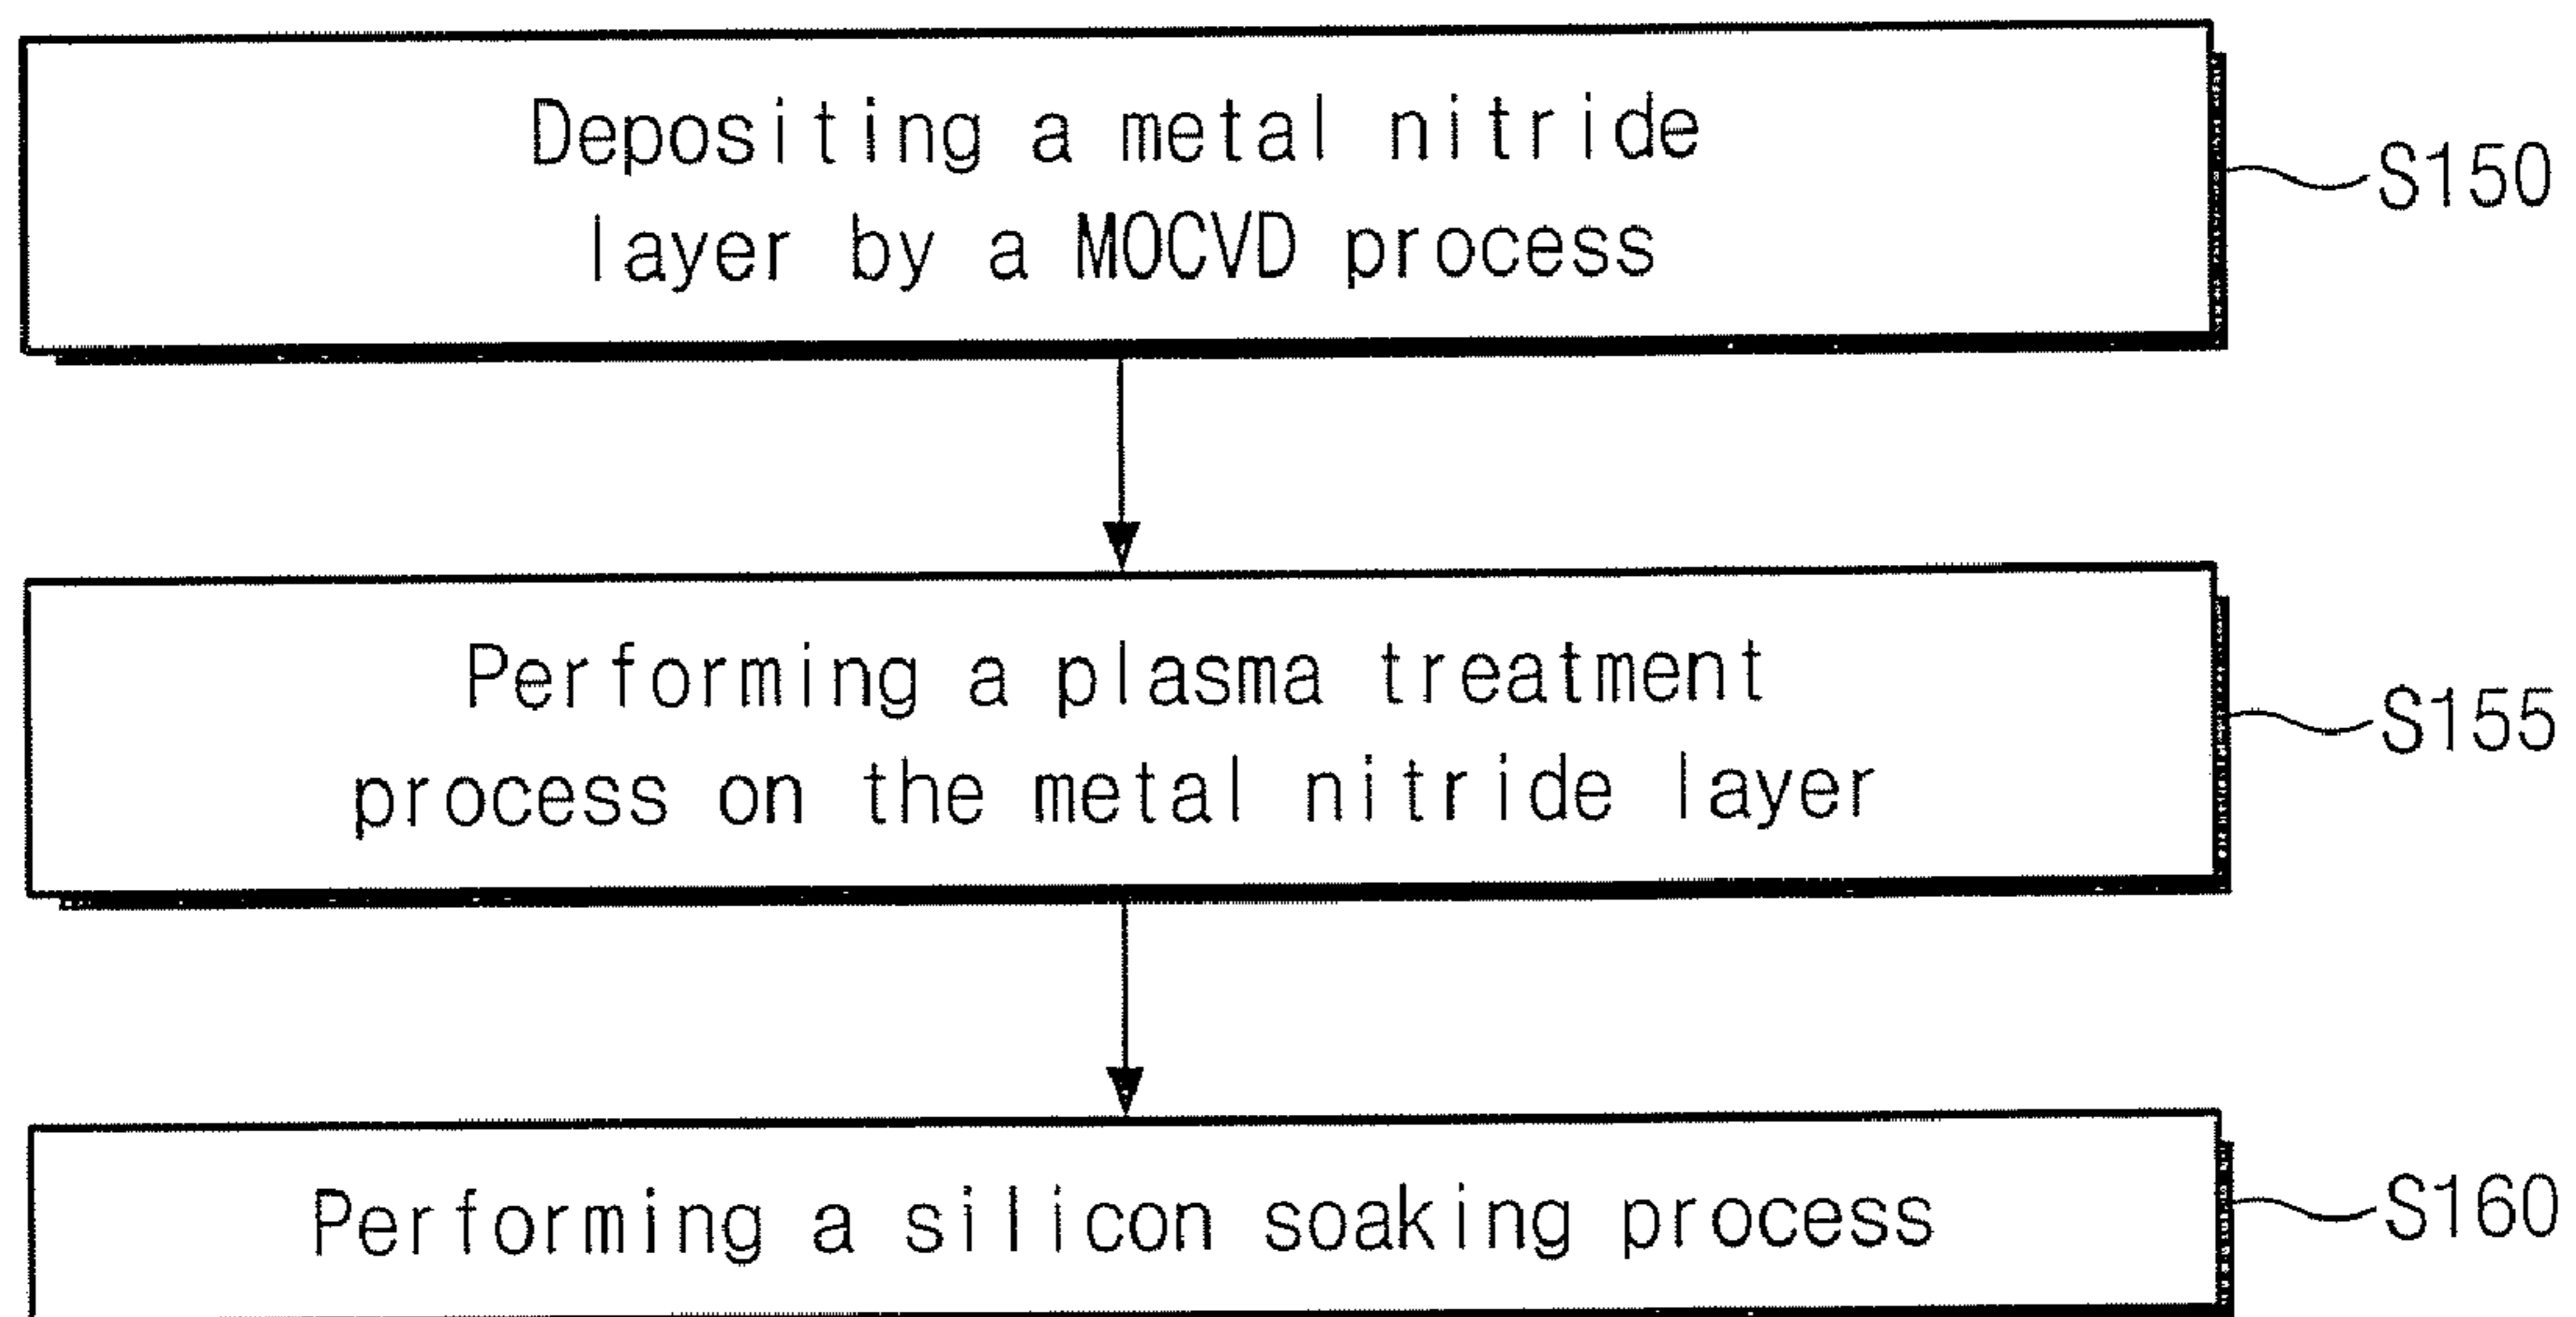 Depositing a metal nitride
layer by a MOCVD process
S150
Performing a plasma treatment
process on the metal nitride layer
S155
Performing a silicon soaking process
S160